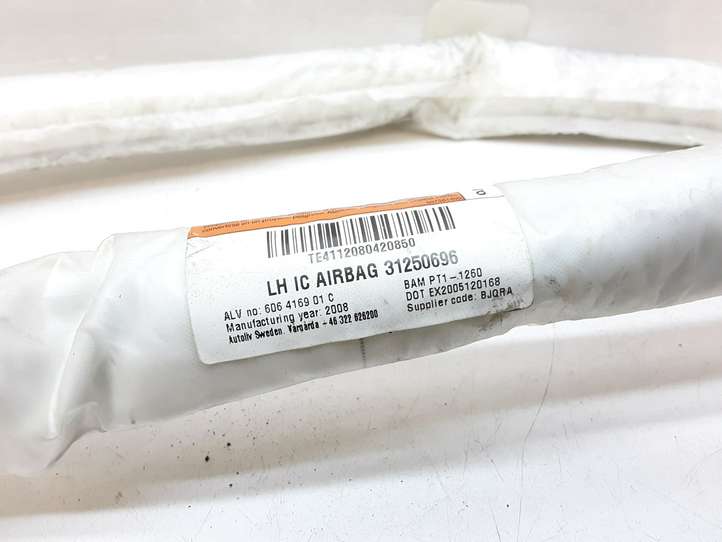 TE4112080420850
LH IC AIRBAG 31250696
ALV no: 606 4169 01 C
Manufacturing year: 2008
Autoliv Sweden. Vargarda +46 322 626200
BAM PT1-.1260
DOT EX2005120168
Supplier code: BJQRA